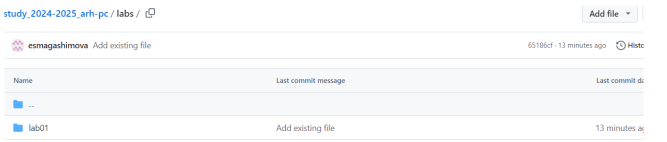 study_2024-2025_arh-pc / labs /
Add file
esmagashimova Add existing file
65186cf · 13 minutes ago
Histo
Name Last commit message Last commit da
..
lab01 Add existing file 13 minutes ag